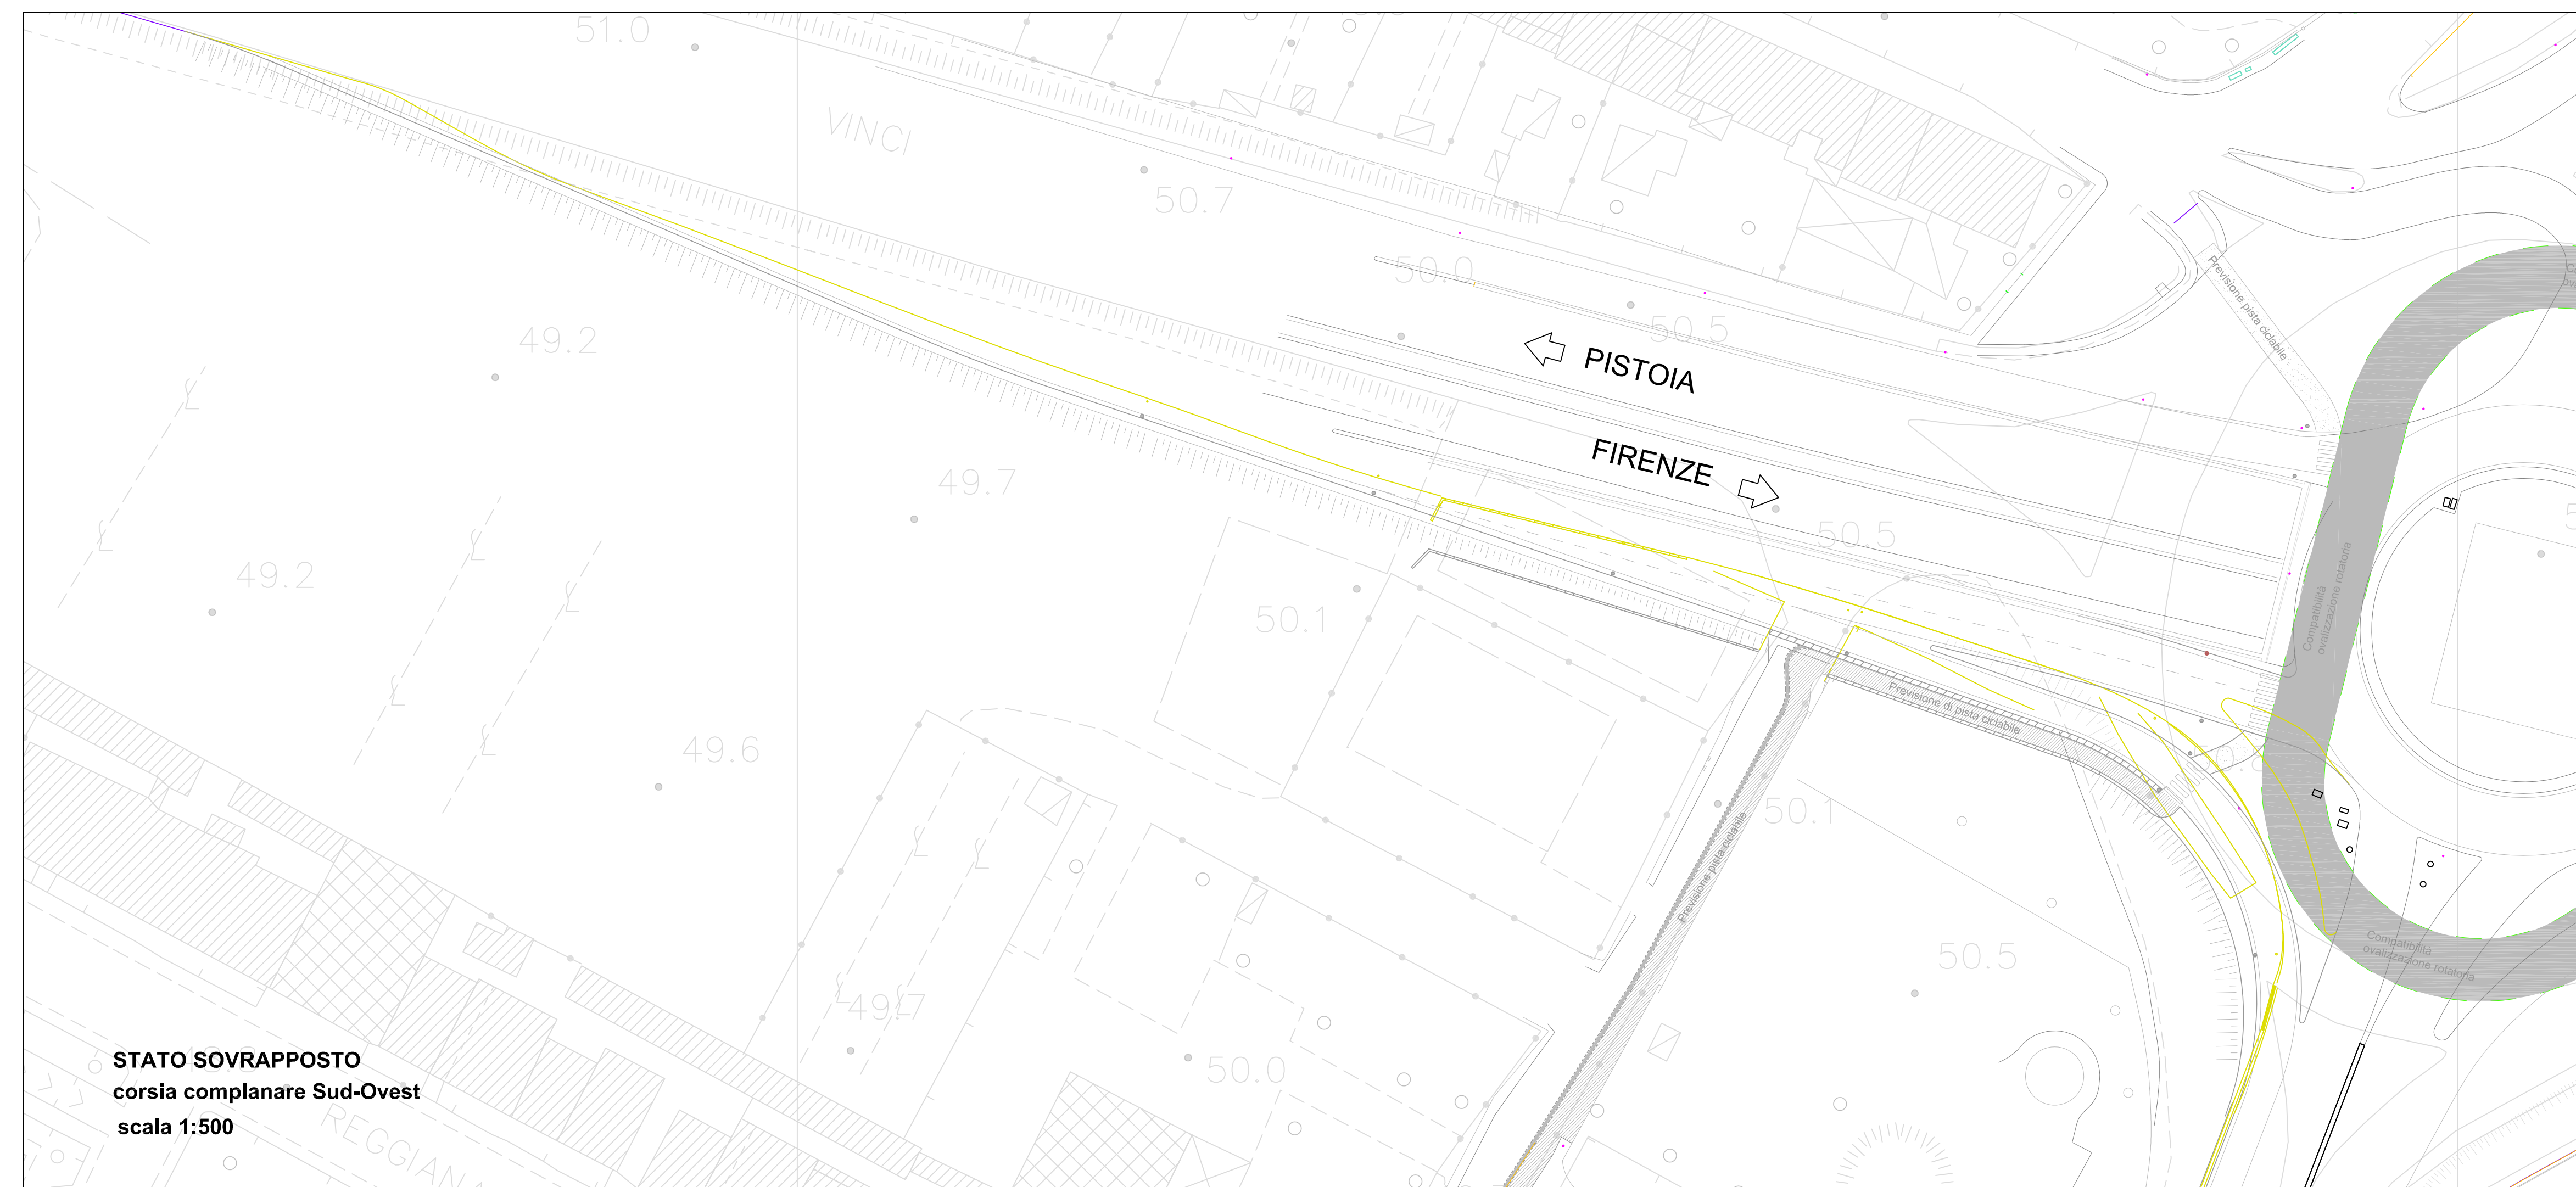 51.0
VINCI
50.7
50.0
50.5
PISTOIA
FIRENZE
Previsione pista ciclabile
49.2
49.7
50.5
49.2
50.1
Compatibilità
ovalizzazione rotatoria
Previsione di pista ciclabile
49.6
50.1
Previsione pista ciclabile
50.5
Compatibilità
ovalizzazione rotatoria
49.7
50.0
STATO SOVRAPPOSTO
corsia complanare Sud-Ovest
scala 1:500